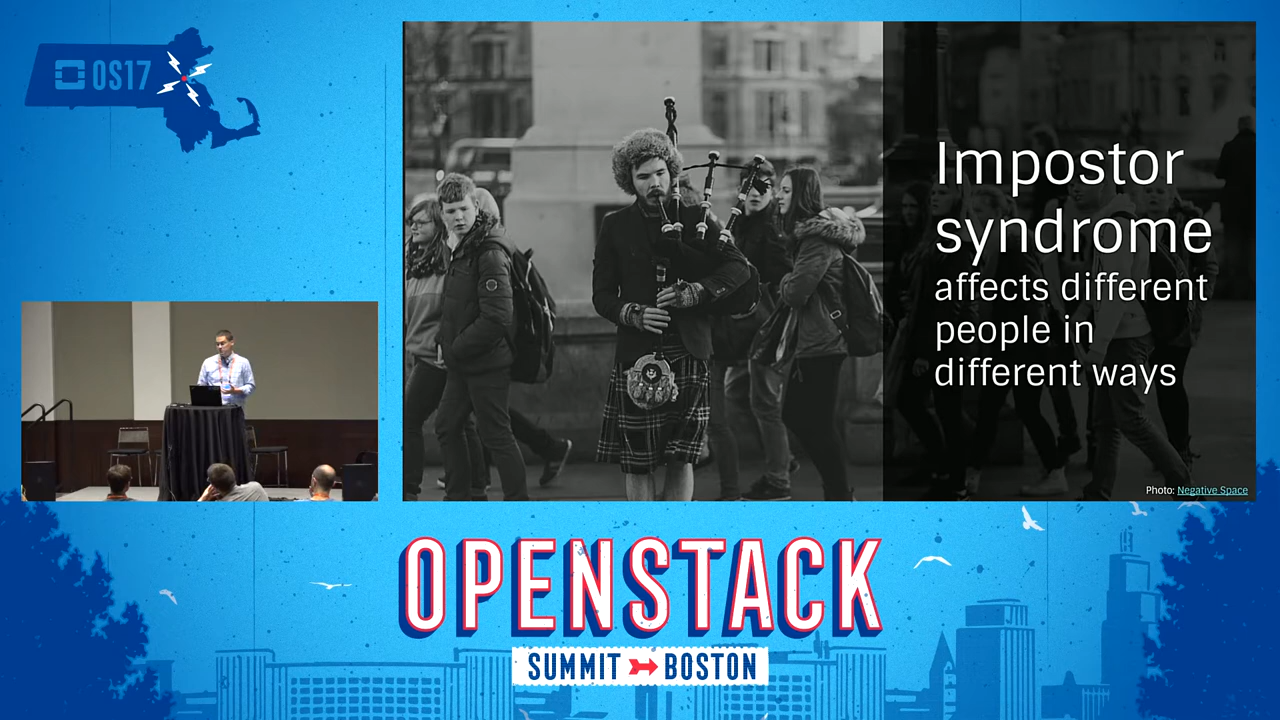 OS17
Impostor
syndrome
affects different
people in
different ways
Photo: Negative Space
OPENSTACK
SUMMIT BOSTON